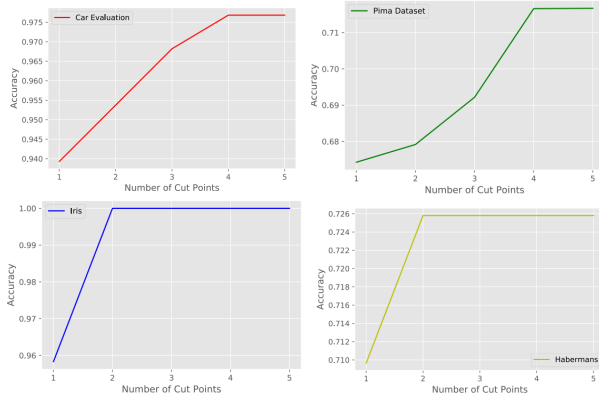 Car Evaluation
0.975
0.970
0.965
0.960
0.955
0.950
0.945
0.940
Accuracy
1 2 3 4 5
Number of Cut Points
Pima Dataset
0.71
0.70
0.69
0.68
Accuracy
1 2 3 4 5
Number of Cut Points
Iris
1.00
0.99
0.98
0.97
0.96
Accuracy
1 2 3 4 5
Number of Cut Points
0.726
0.724
0.722
0.720
0.718
0.716
0.714
0.712
0.710
Accuracy
Habermans
1 2 3 4 5
Number of Cut Points